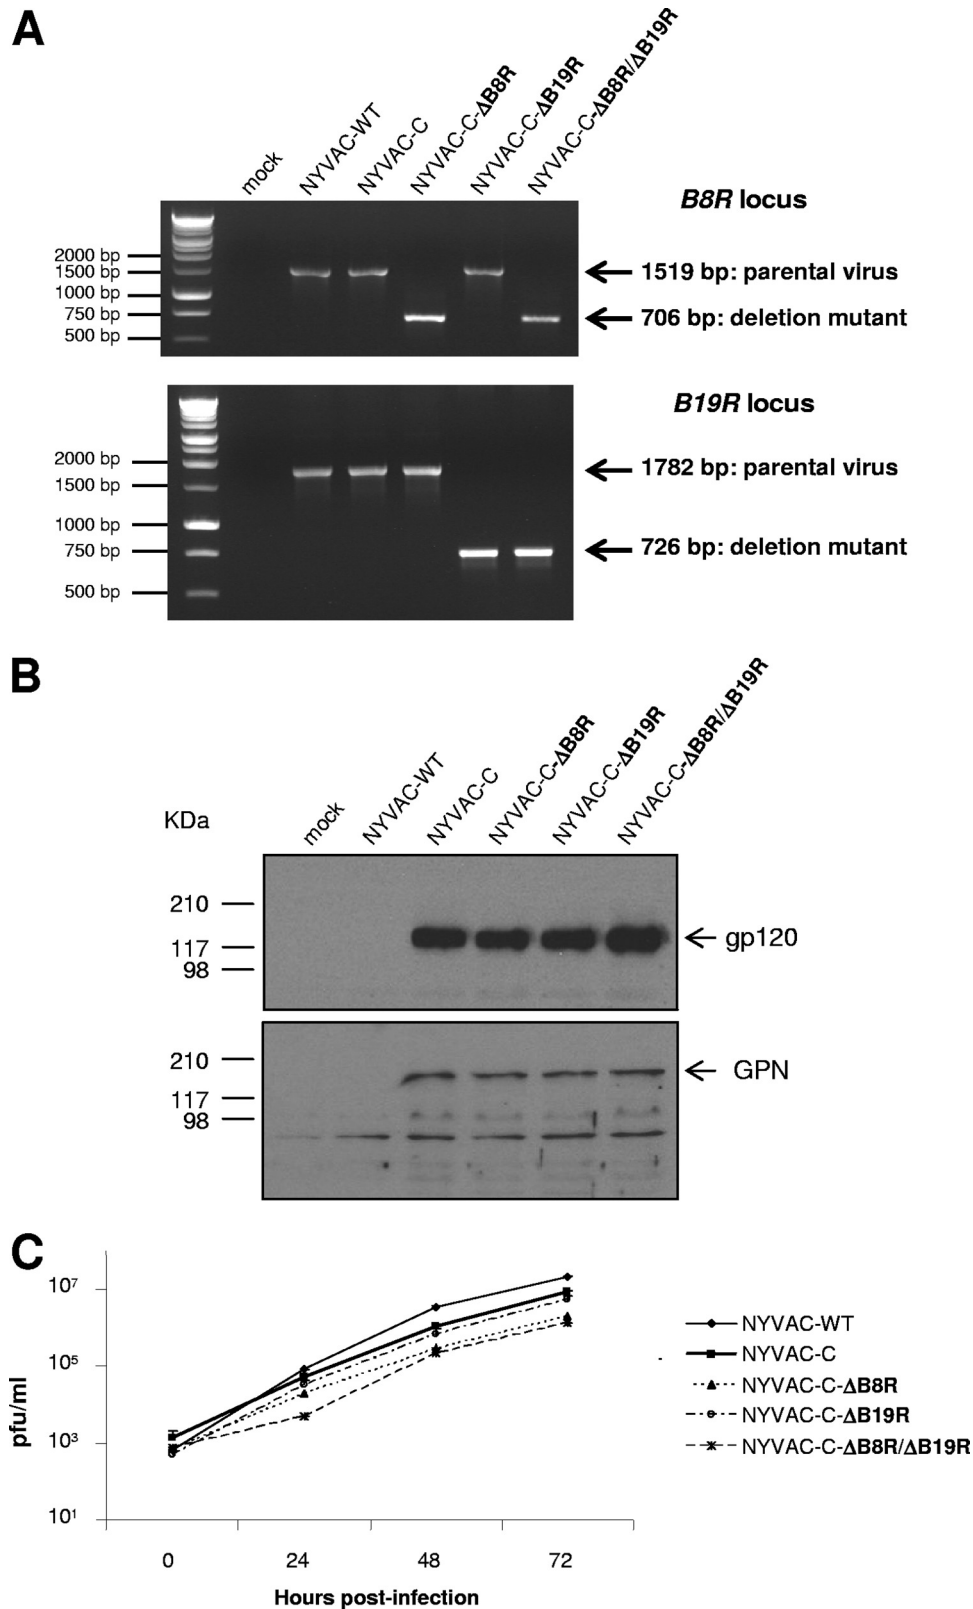 A
mock
NYVAC-WT
NYVAC-C
NYVAC-C-ΔB8R
NYVAC-C-ΔB19R
NYVAC-C-ΔB8R/ΔB19R
B8R locus
2000 bp
1500 bp
1000 bp
750 bp
500 bp
1519 bp: parental virus
706 bp: deletion mutant
B19R locus
2000 bp
1500 bp
1000 bp
750 bp
500 bp
1782 bp: parental virus
726 bp: deletion mutant
B
KDa
mock
NYVAC-WT
NYVAC-C
NYVAC-C-ΔB8R
NYVAC-C-ΔB19R
NYVAC-C-ΔB8R/ΔB19R
210
117
98
gp120
210
117
98
GPN
C
pfu/ml
10⁷
10⁵
10³
10¹
0 24 48 72
Hours post-infection
NYVAC-WT
NYVAC-C
NYVAC-C-ΔB8R
NYVAC-C-ΔB19R
NYVAC-C-ΔB8R/ΔB19R